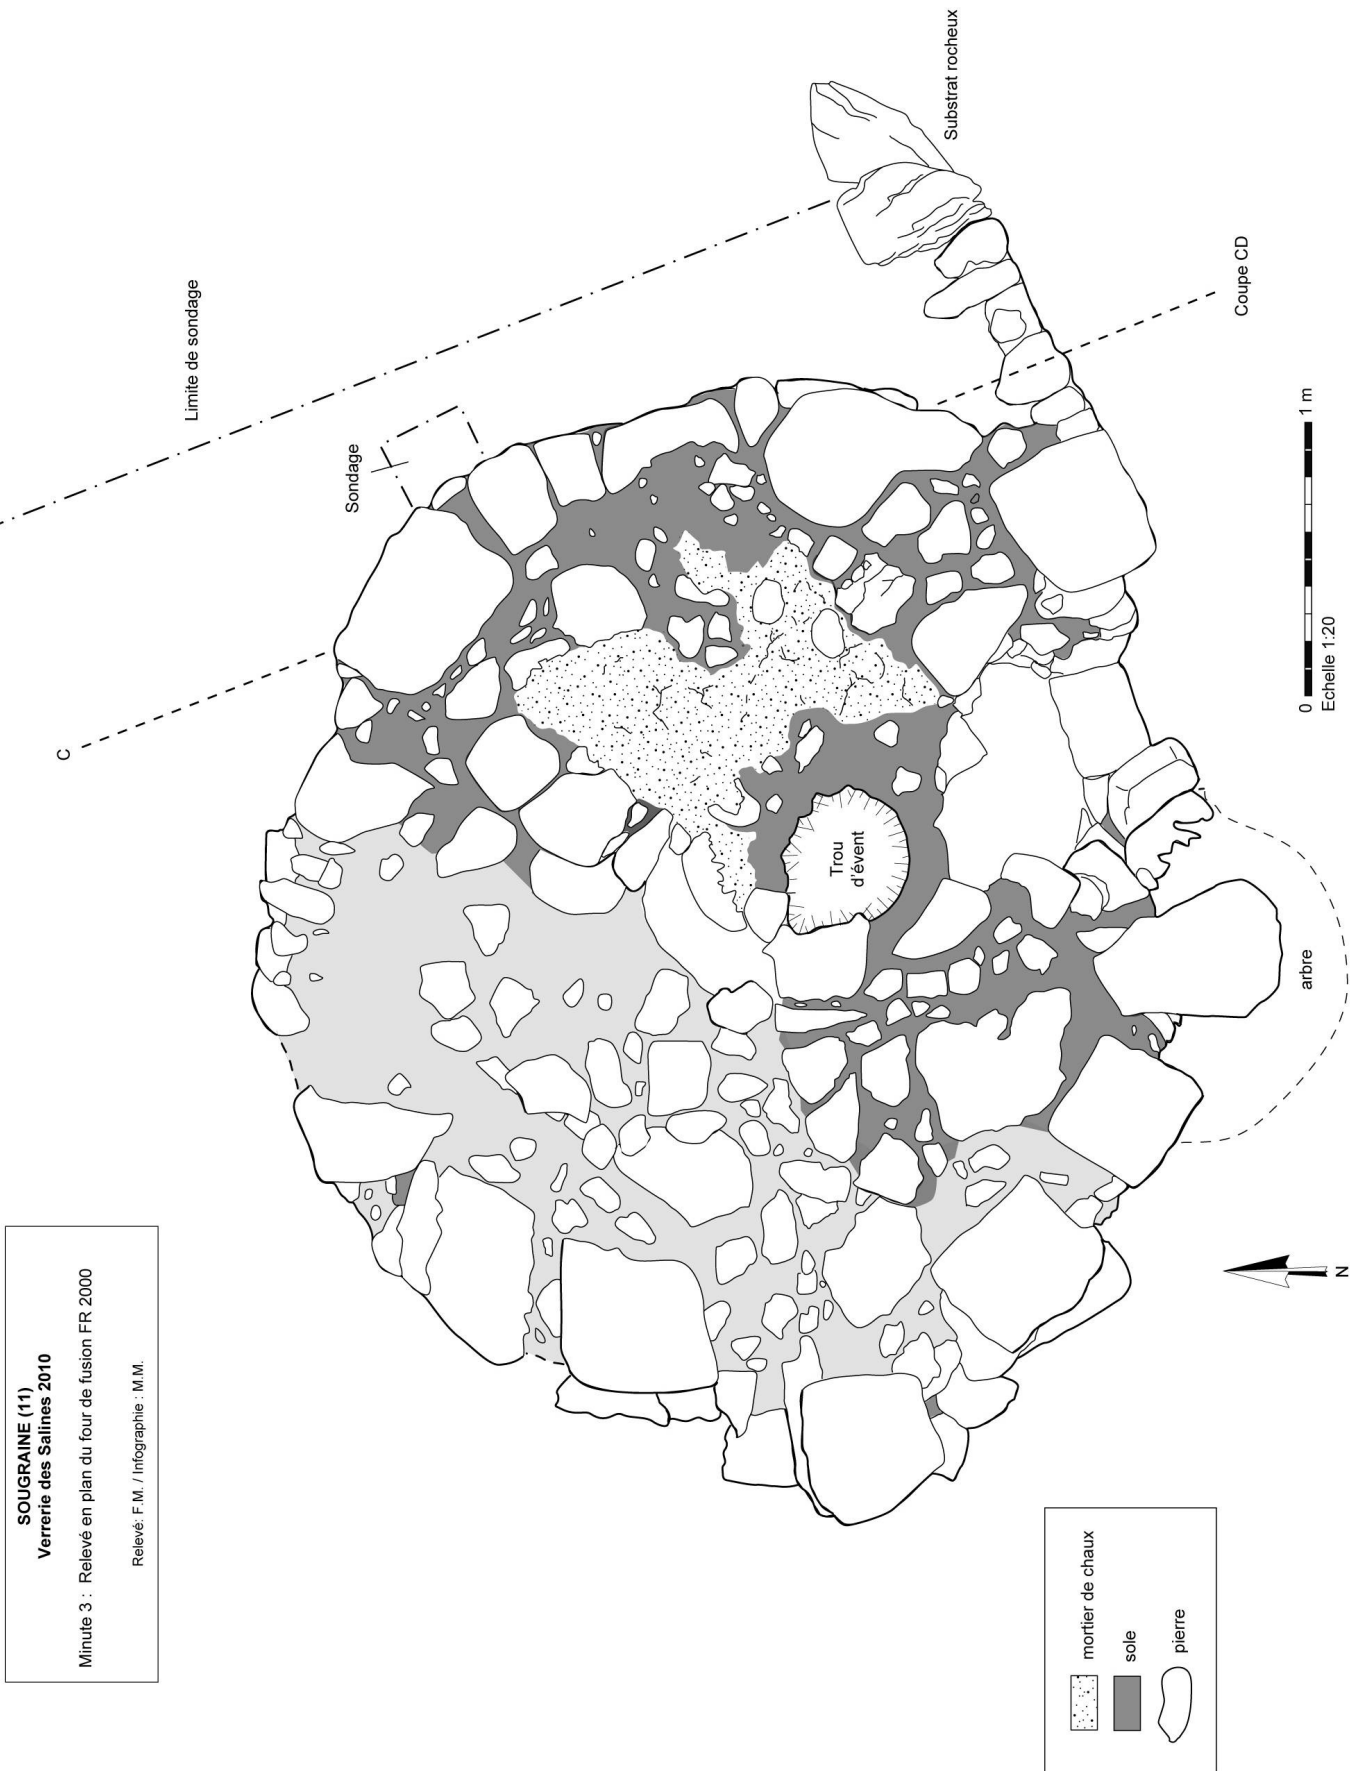 SOUGRAINE (11)
Verrerie des Salines 2010
Minute 3 : Relevé en plan du four de fusion FR 2000
Relevé: F.M. / Infographie : M.M.
C
Sondage
Limite de sondage
Substrat rocheux
Coupe CD
Trou
d'évent
arbre
0
1 m
Echelle 1:20
N
mortier de chaux
sole
pierre